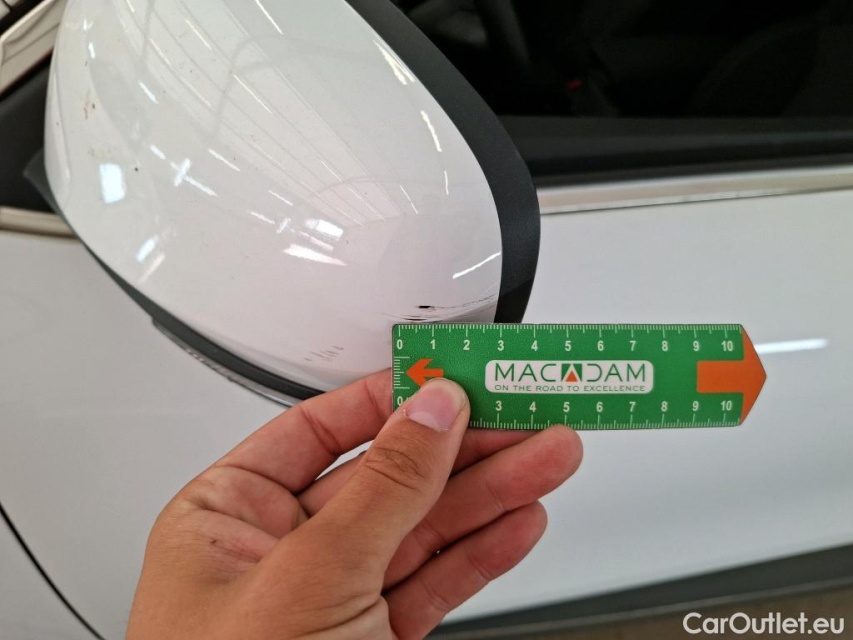 0 1 2 3 4 5 6 7 8 9 10
MACADAM
ON THE ROAD TO EXCELLENCE
0 3 4 5 6 7 8 9 10
CarOutlet.eu